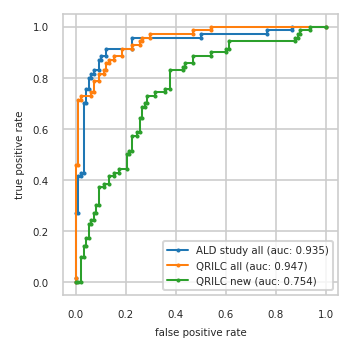 1.0
0.8
0.6
0.4
0.2
0.0
true positive rate
ALD study all (auc: 0.935)
QRILC all (auc: 0.947)
QRILC new (auc: 0.754)
0.0 0.2 0.4 0.6 0.8 1.0
false positive rate